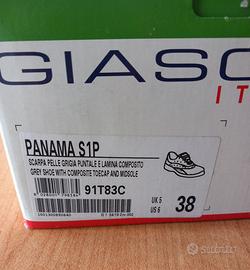 GIASC
IT
PANAMA S1P
SCARPA PELLE GRIGIA PUNTALE E LAMINA COMPOSITO
GREY SHOE WITH COMPOSITE TOECAP AND MIDSOLE
91T83C
UK 5
US 6
38
subito